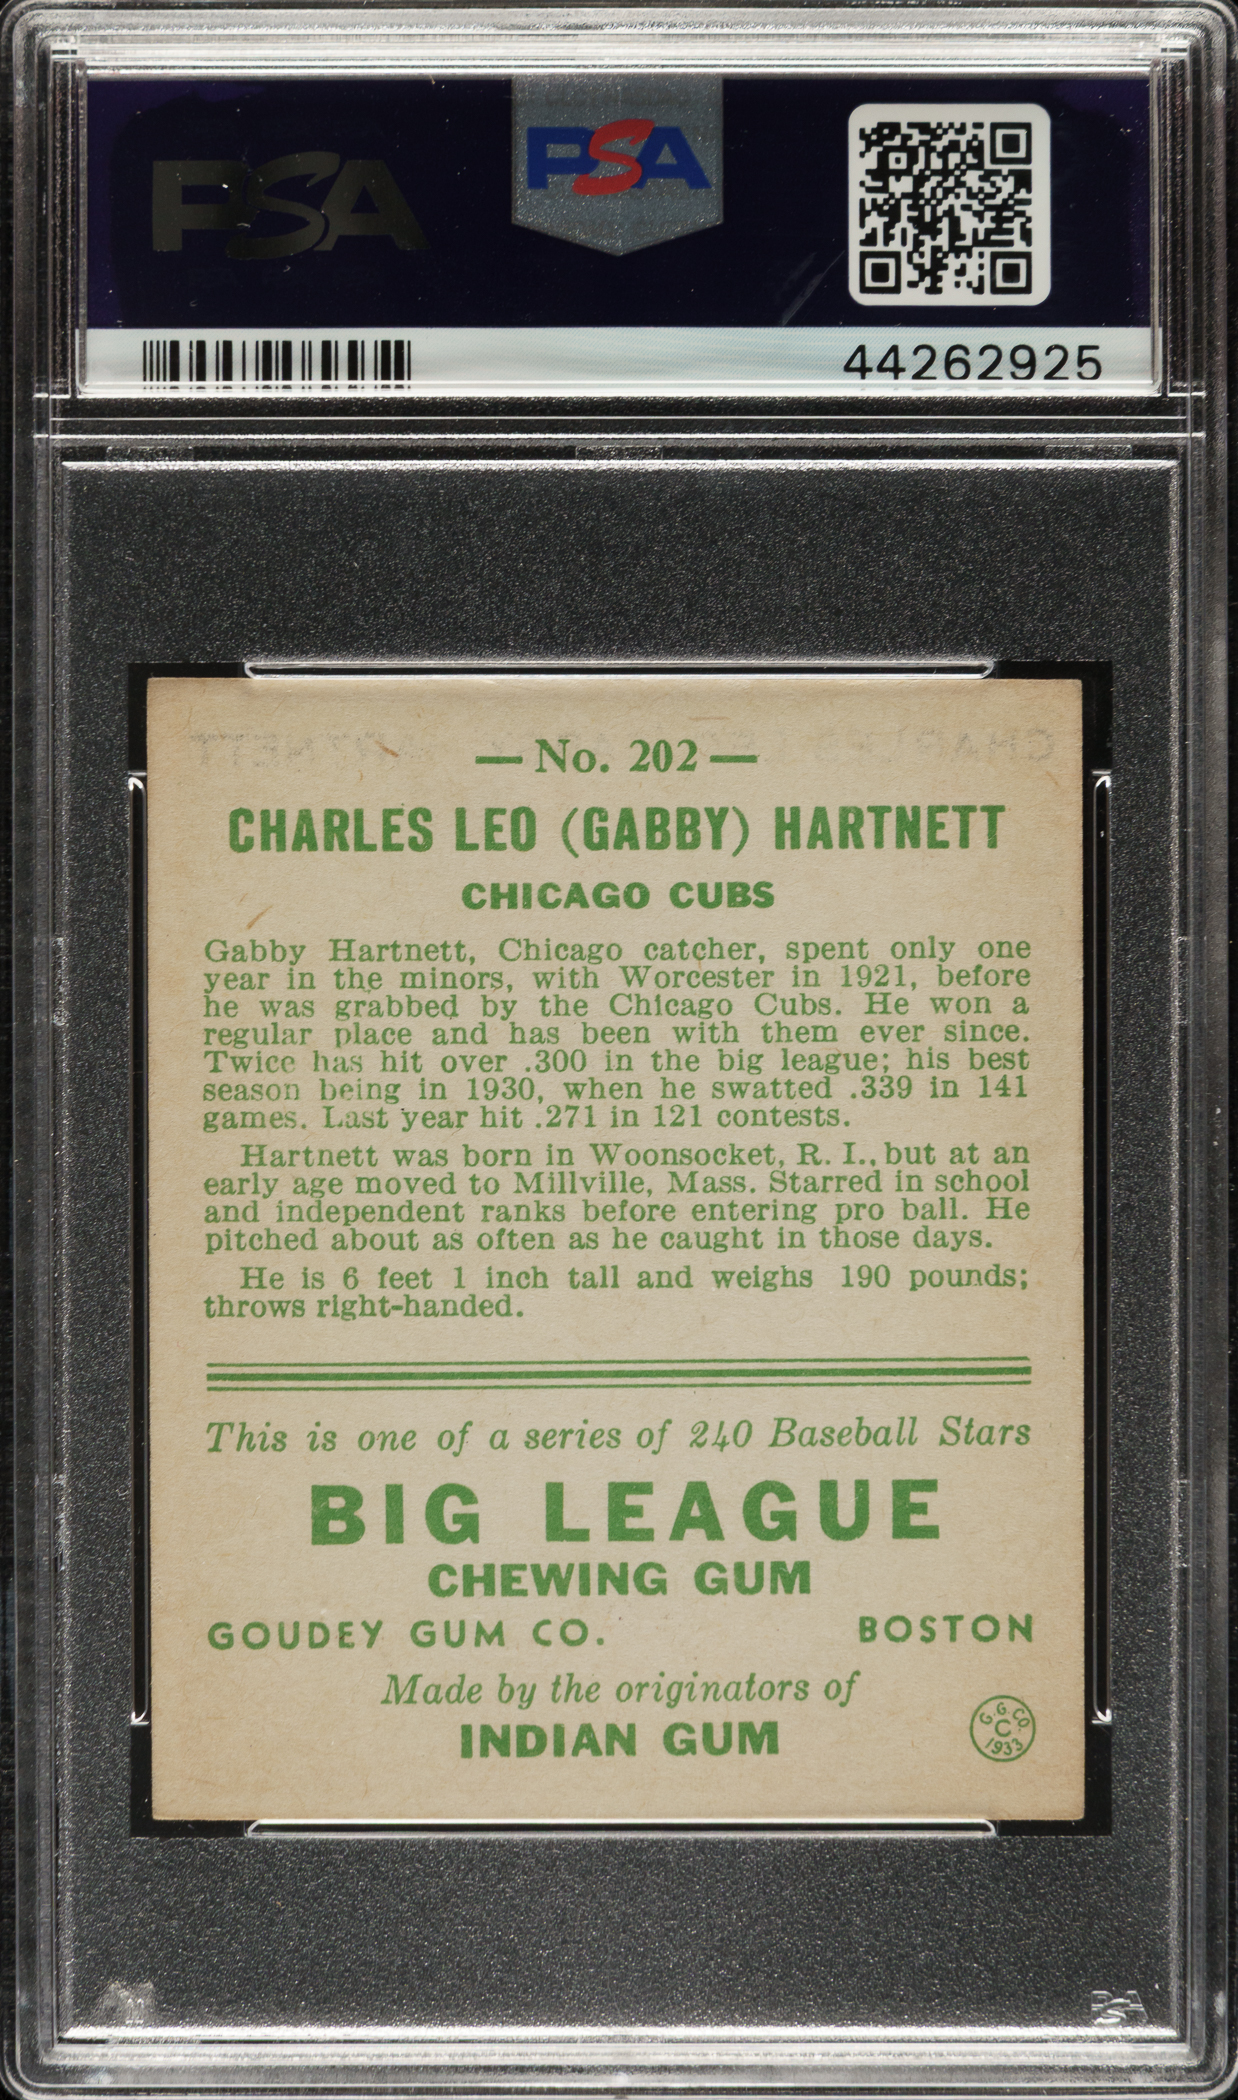 PSA
PSA
44262925
— No. 202 —
CHARLES LEO (GABBY) HARTNETT
CHICAGO CUBS
Gabby Hartnett, Chicago catcher, spent only one
year in the minors, with Worcester in 1921, before
he was grabbed by the Chicago Cubs. He won a
regular place and has been with them ever since.
Twice has hit over .300 in the big league; his best
season being in 1930, when he swatted .339 in 141
games. Last year hit .271 in 121 contests.
Hartnett was born in Woonsocket, R. I., but at an
early age moved to Millville, Mass. Starred in school
and independent ranks before entering pro ball. He
pitched about as often as he caught in those days.
He is 6 feet 1 inch tall and weighs 190 pounds;
throws right-handed.
This is one of a series of 240 Baseball Stars
BIG LEAGUE
CHEWING GUM
GOUDEY GUM CO. BOSTON
Made by the originators of
INDIAN GUM
G. G. CO.
C
1933
PSA